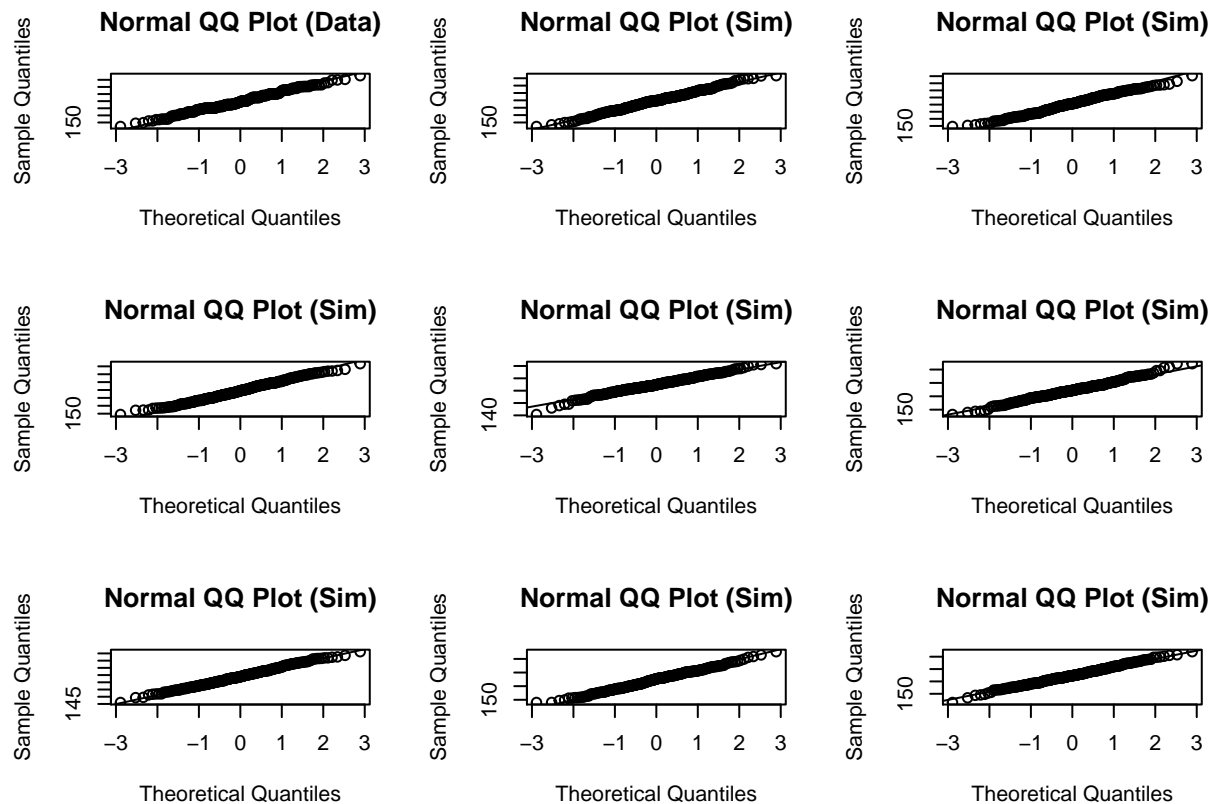 Normal QQ Plot (Data)
Sample Quantiles
150
−3 −1 0 1 2 3
Theoretical Quantiles
Normal QQ Plot (Sim)
Sample Quantiles
150
−3 −1 0 1 2 3
Theoretical Quantiles
Normal QQ Plot (Sim)
Sample Quantiles
150
−3 −1 0 1 2 3
Theoretical Quantiles
Normal QQ Plot (Sim)
Sample Quantiles
150
−3 −1 0 1 2 3
Theoretical Quantiles
Normal QQ Plot (Sim)
Sample Quantiles
140
−3 −1 0 1 2 3
Theoretical Quantiles
Normal QQ Plot (Sim)
Sample Quantiles
150
−3 −1 0 1 2 3
Theoretical Quantiles
Normal QQ Plot (Sim)
Sample Quantiles
145
−3 −1 0 1 2 3
Theoretical Quantiles
Normal QQ Plot (Sim)
Sample Quantiles
150
−3 −1 0 1 2 3
Theoretical Quantiles
Normal QQ Plot (Sim)
Sample Quantiles
150
−3 −1 0 1 2 3
Theoretical Quantiles